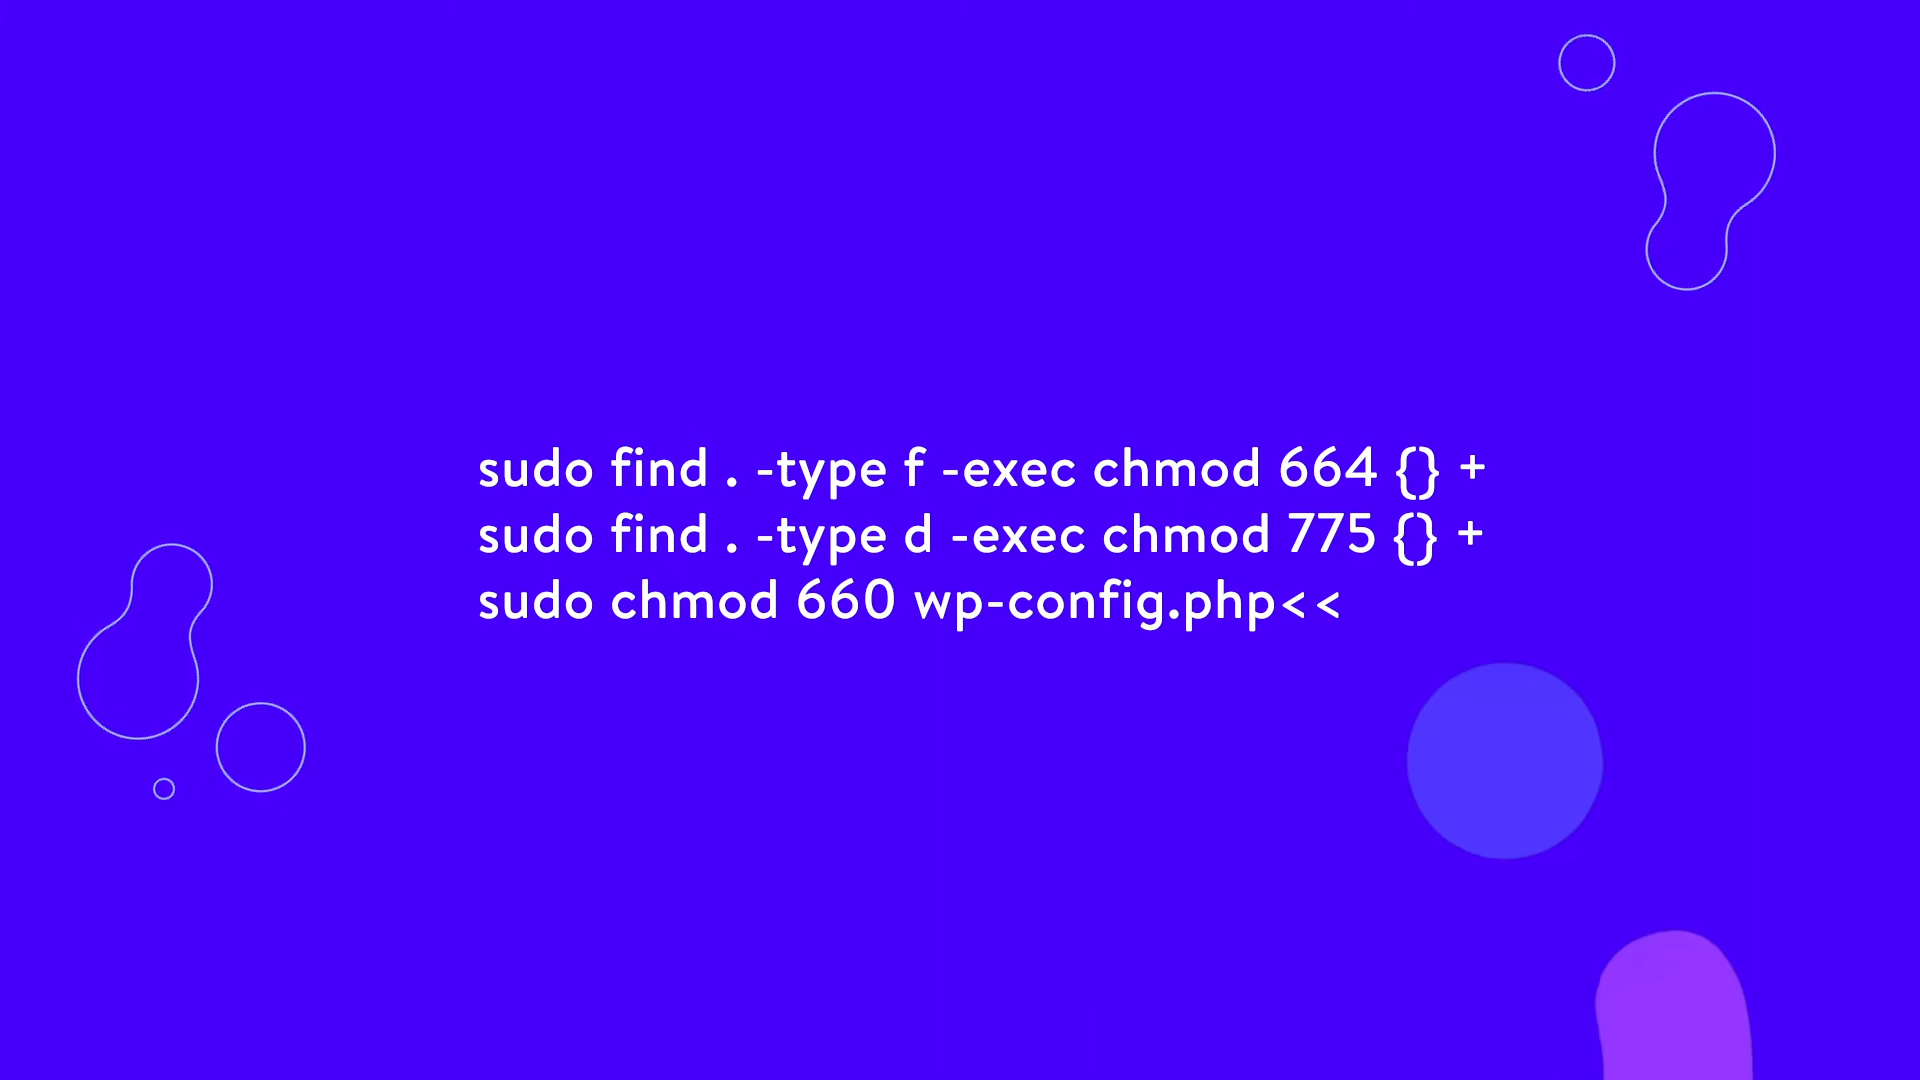 sudo find . -type f -exec chmod 664 {} +
sudo find . -type d -exec chmod 775 {} +
sudo chmod 660 wp-config.php<<